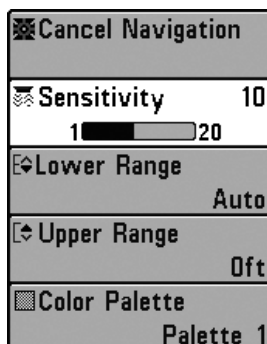 Cancel Navigation
Sensitivity 10
1 20
Lower Range
Auto
Upper Range
0ft
Color Palette
Palette 1